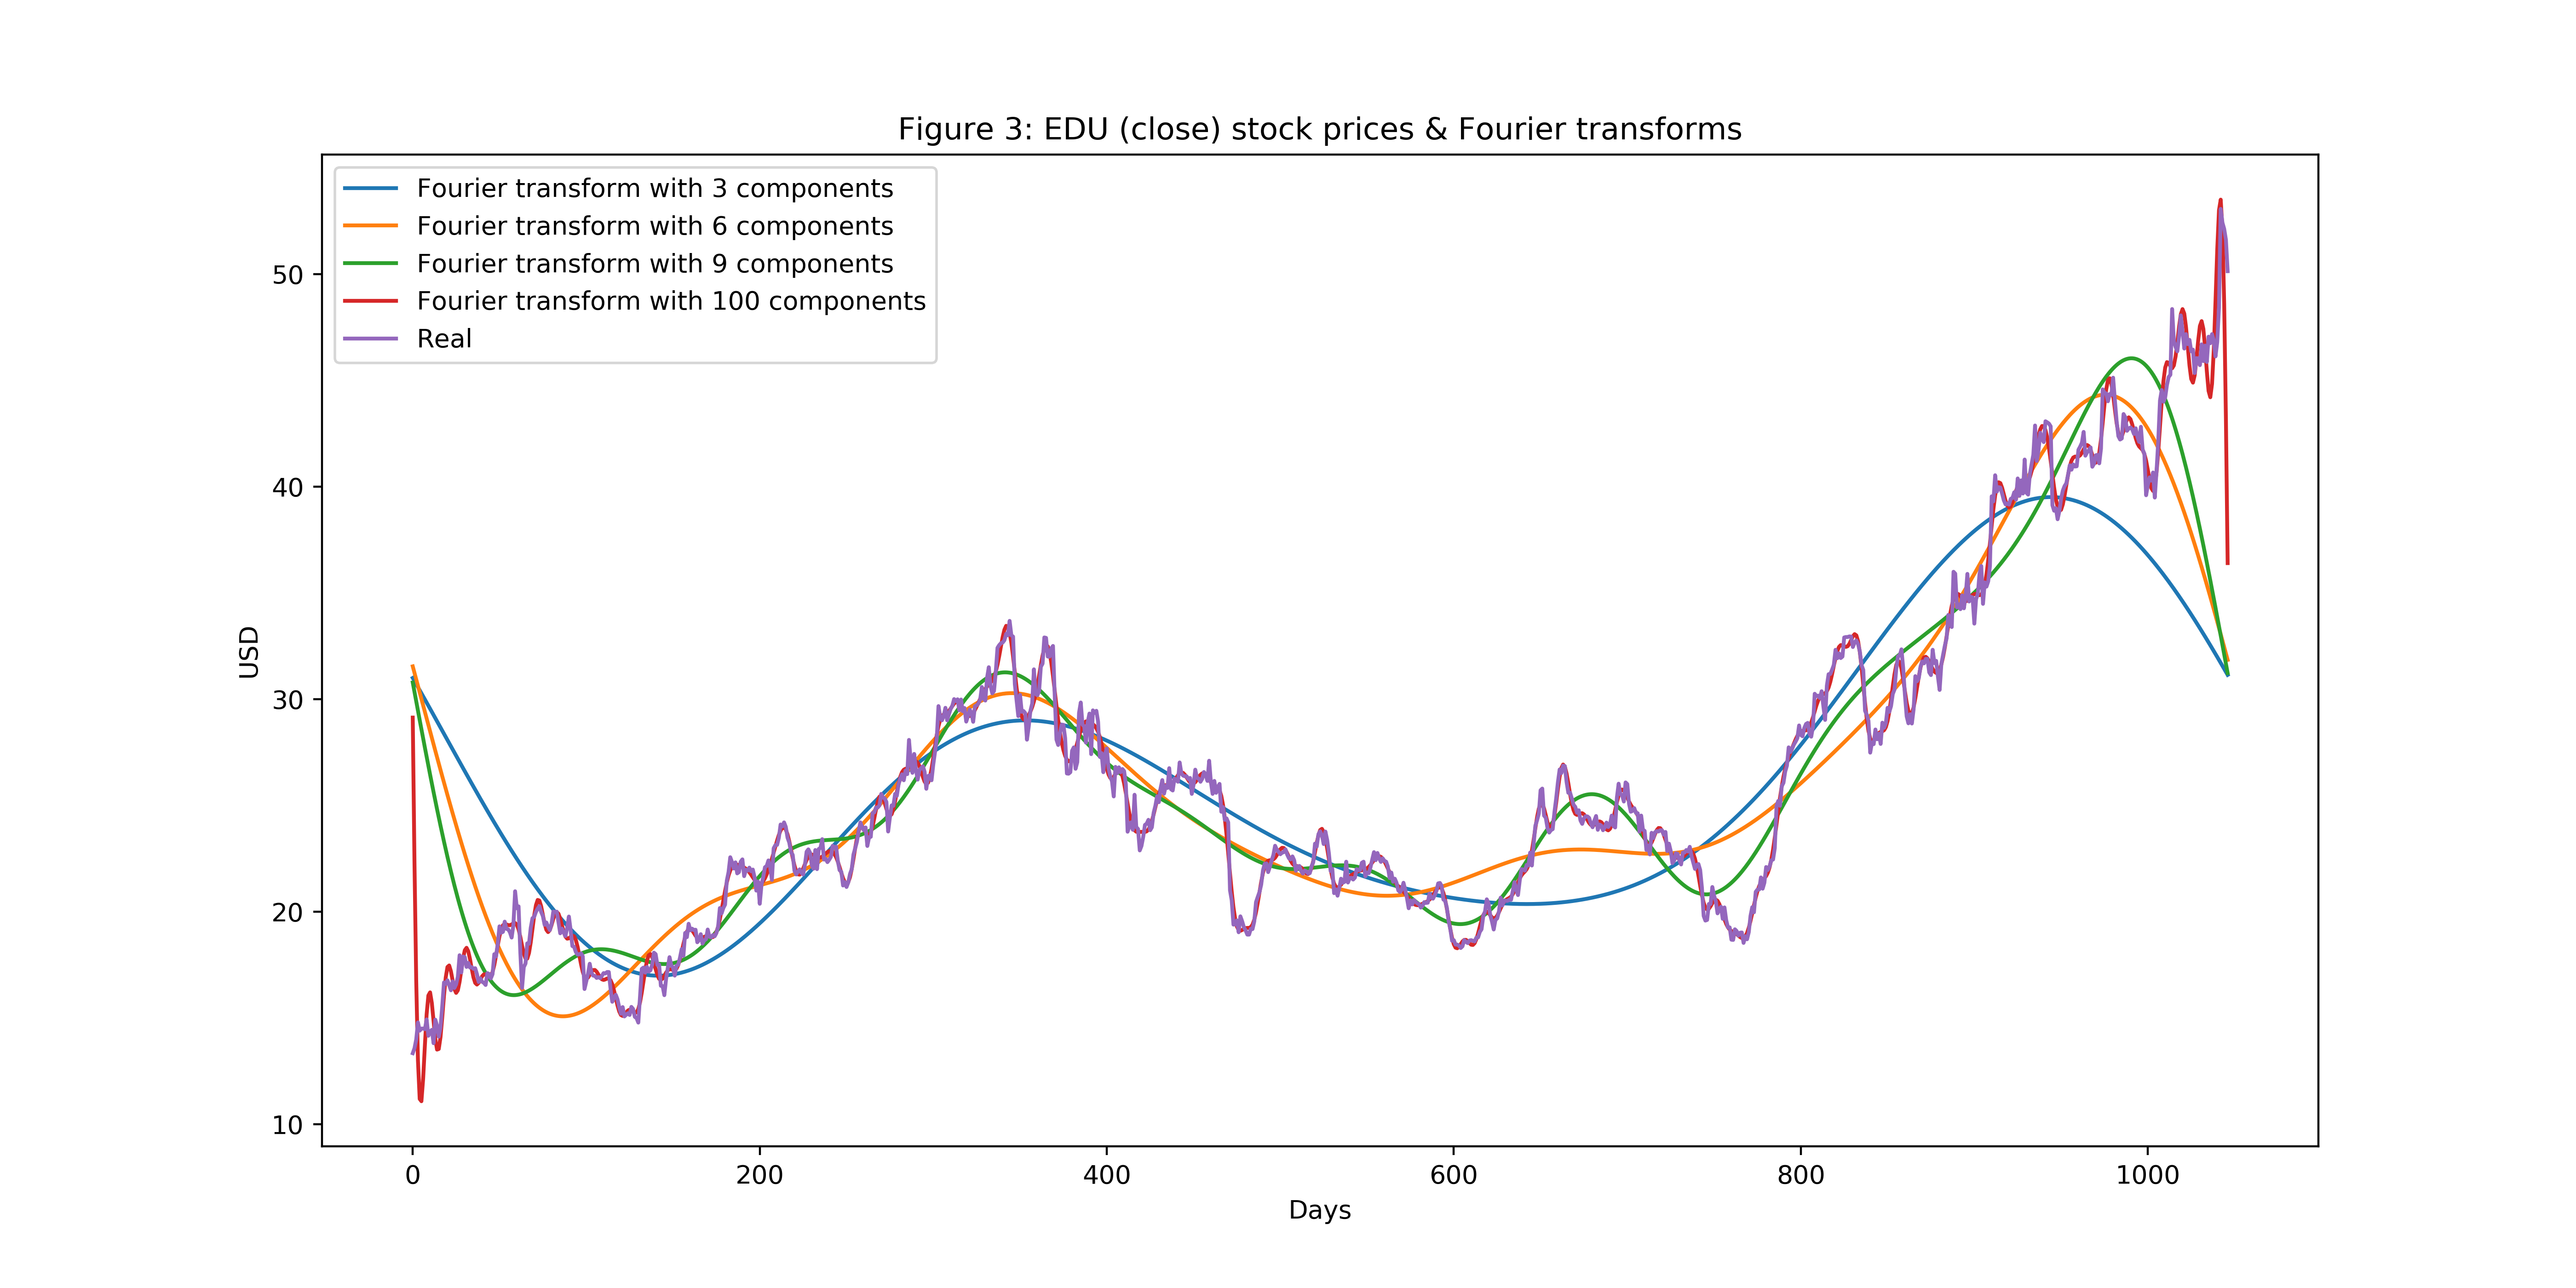 Figure 3: EDU (close) stock prices & Fourier transforms
Fourier transform with 3 components
Fourier transform with 6 components
Fourier transform with 9 components
Fourier transform with 100 components
Real
50
40
30
20
10
USD
0 200 400 600 800 1000
Days